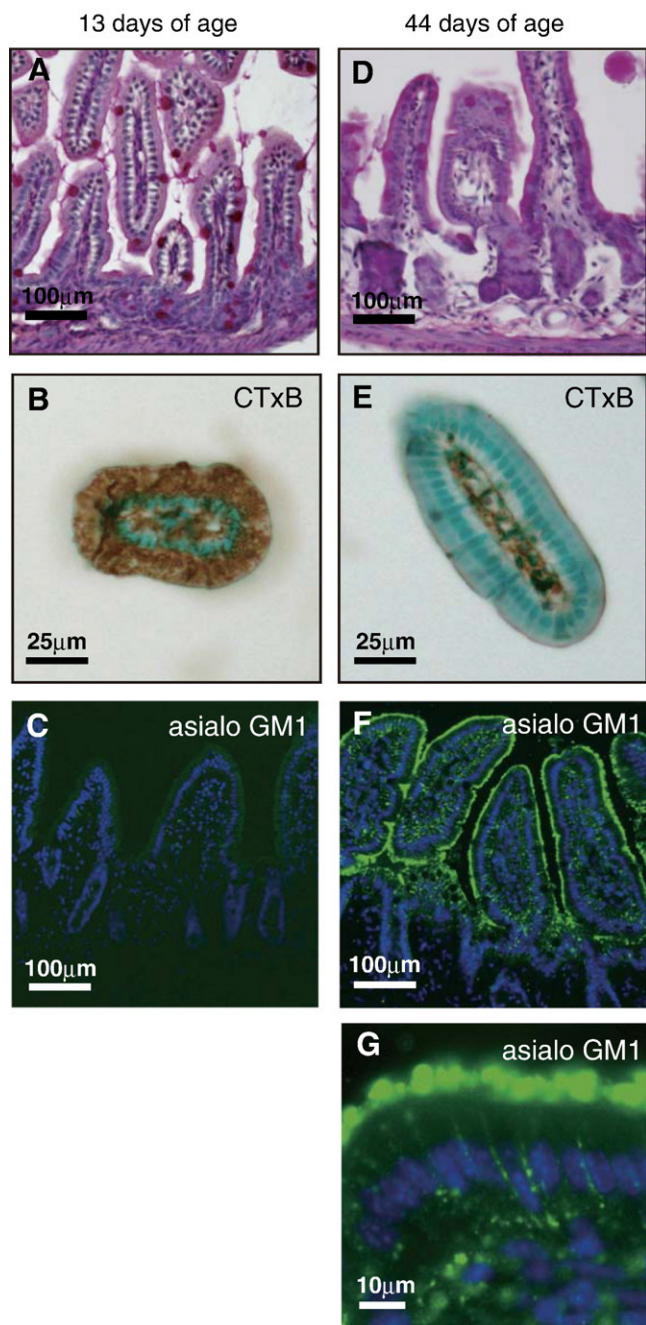 13 days of age
44 days of age
A
100μm
D
100μm
B
CTxB
25μm
E
CTxB
25μm
C
asialo GM1
100μm
F
asialo GM1
100μm
G
asialo GM1
10μm